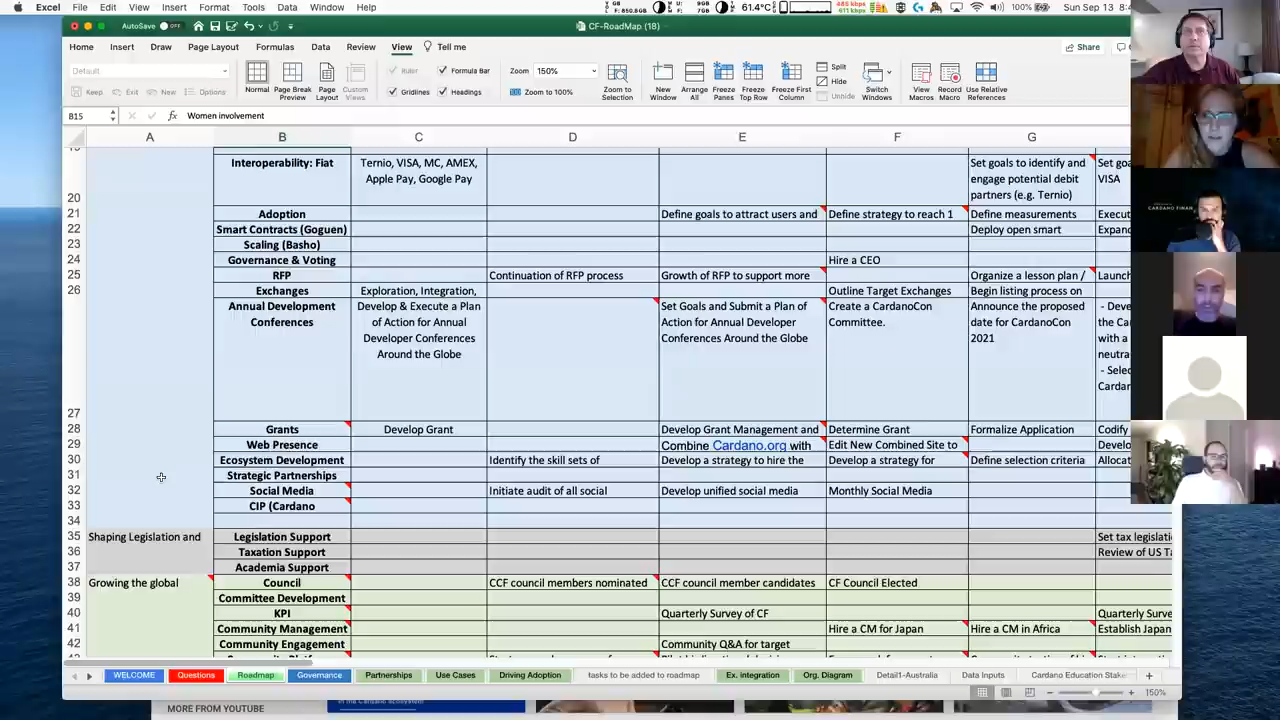 Excel File Edit View Insert Format Tools Data Window Help
61.4°C
100%
Sun Sep 13
AutoSave OFF
CF-RoadMap (18)
Home Insert Draw Page Layout Formulas Data Review View Tell me
Share
Default
Keep Exit New Options
Normal Page Break Preview Page Layout Custom Views
Ruler Formula Bar
Gridlines Headings
Zoom 150%
Zoom to 100%
Zoom to Selection
New Window Arrange All Freeze Panes Freeze Top Row Freeze First Column
Split
Hide
Unhide
Switch Windows
View Macros Record Macro Use Relative References
B15 fx Women involvement
A B C D E F G
20 Interoperability: Fiat Ternio, VISA, MC, AMEX, Apple Pay, Google Pay Set goals to identify and engage potential debit partners (e.g. Ternio) Set goa VISA
21 Adoption Define goals to attract users and Define strategy to reach 1 Define measurements Execut
22 Smart Contracts (Goguen) Deploy open smart Expand
23 Scaling (Basho)
24 Governance & Voting Hire a CEO
25 RFP Continuation of RFP process Growth of RFP to support more Organize a lesson plan / Launch
26 Exchanges Exploration, Integration, Outline Target Exchanges Begin listing process on
27 Annual Development Conferences Develop & Execute a Plan of Action for Annual Developer Conferences Around the Globe Set Goals and Submit a Plan of Action for Annual Developer Conferences Around the Globe Create a CardanoCon Committee. Announce the proposed date for CardanoCon 2021 - Deve the Car with a neutra - Selec Cardar
28 Grants Develop Grant Develop Grant Management and Determine Grant Formalize Application Codify
29 Web Presence Combine Cardano.org with Edit New Combined Site to Develo
30 Ecosystem Development Identify the skill sets of Develop a strategy to hire the Develop a strategy for Define selection criteria Allocat
31 Strategic Partnerships
32 Social Media Initiate audit of all social Develop unified social media Monthly Social Media
33 CIP (Cardano
34
35 Shaping Legislation and Legislation Support Set tax legislati
36 Taxation Support Review of US Ta
37 Academia Support
38 Growing the global Council CCF council members nominated CCF council member candidates CF Council Elected
39 Committee Development
40 KPI Quarterly Survey of CF Quarterly Surve
41 Community Management Hire a CM for Japan Hire a CM in Africa Establish Japan
42 Community Engagement Community Q&A for target
WELCOME Questions Roadmap Governance Partnerships Use Cases Driving Adoption tasks to be added to roadmap Ex. integration Org. Diagram Detail1-Australia Data Inputs Cardano Education Stake
150%
MORE FROM YOUTUBE
CARDANO